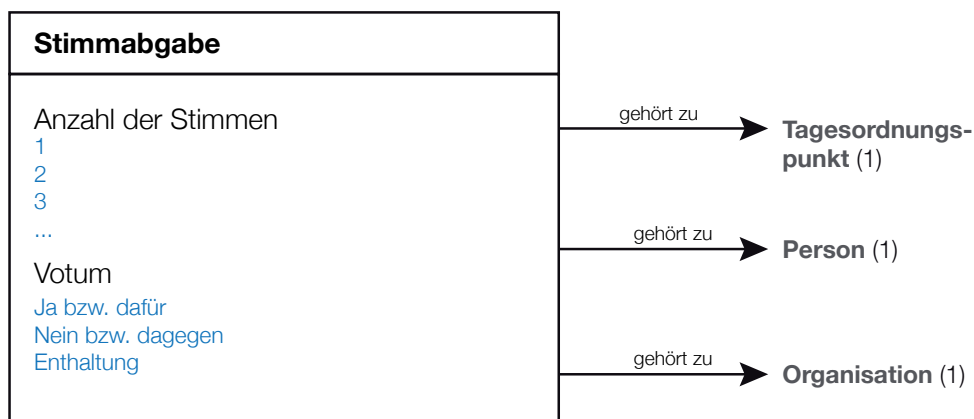 Stimmabgabe
Anzahl der Stimmen
1
2
3
...
Votum
Ja bzw. dafür
Nein bzw. dagegen
Enthaltung
gehört zu
Tagesordnungs-
punkt (1)
gehört zu
Person (1)
gehört zu
Organisation (1)